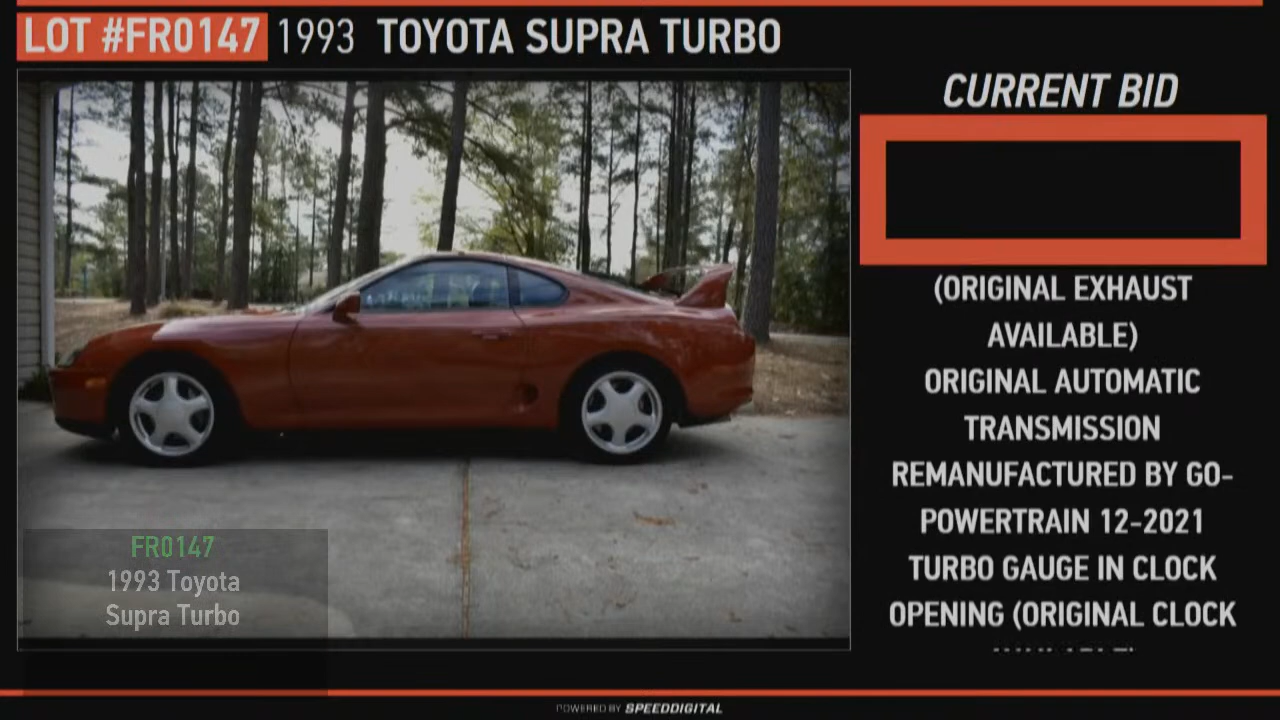 LOT #FR0147 1993 TOYOTA SUPRA TURBO
CURRENT BID
(ORIGINAL EXHAUST
AVAILABLE)
ORIGINAL AUTOMATIC
TRANSMISSION
REMANUFACTURED BY GO-
POWERTRAIN 12-2021
TURBO GAUGE IN CLOCK
OPENING (ORIGINAL CLOCK
FR0147
1993 Toyota
Supra Turbo
POWERED BY SPEEDDIGITAL